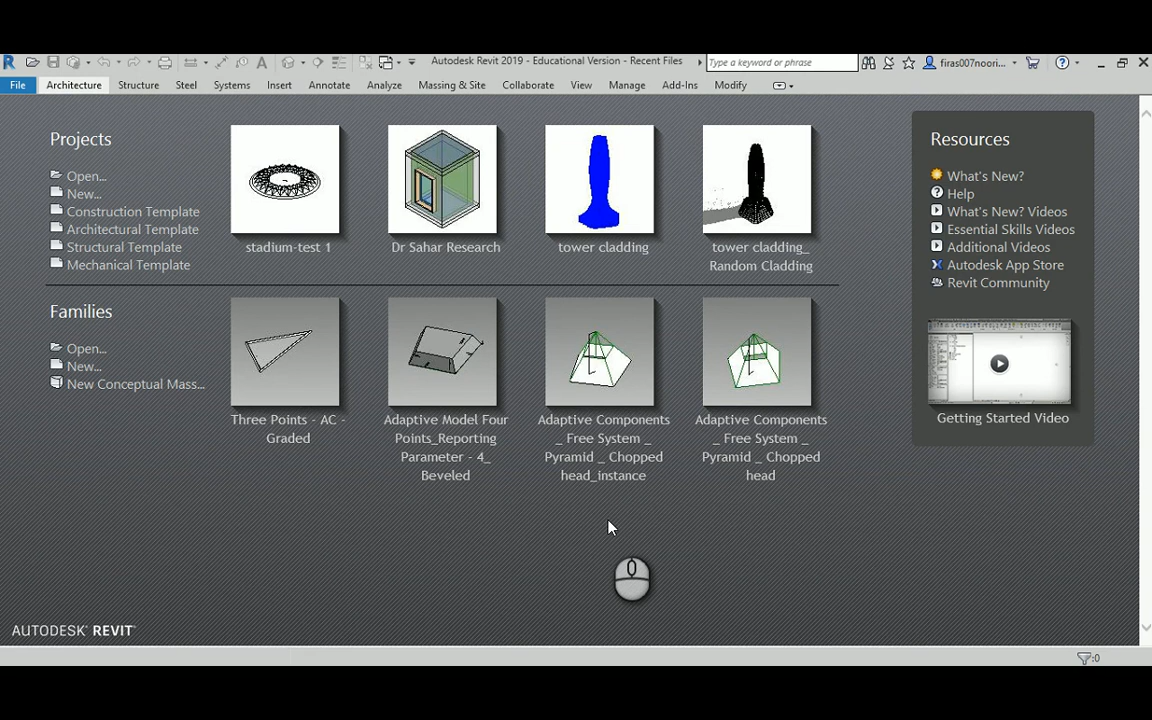 Autodesk Revit 2019 - Educational Version - Recent Files
Type a keyword or phrase
firas007noori...
File
Architecture
Structure
Steel
Systems
Insert
Annotate
Analyze
Massing & Site
Collaborate
View
Manage
Add-Ins
Modify
Projects
Open...
New...
Construction Template
Architectural Template
Structural Template
Mechanical Template
stadium-test 1
Dr Sahar Research
tower cladding
tower cladding_
Random Cladding
Families
Open...
New...
New Conceptual Mass...
Three Points - AC -
Graded
Adaptive Model Four
Points_Reporting
Parameter - 4_
Beveled
Adaptive Components
_ Free System _
Pyramid _ Chopped
head_instance
Adaptive Components
_ Free System _
Pyramid _ Chopped
head
Resources
What's New?
Help
What's New? Videos
Essential Skills Videos
Additional Videos
Autodesk App Store
Revit Community
Getting Started Video
AUTODESK® REVIT®
:0